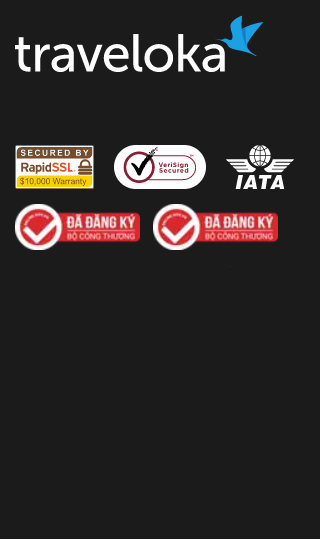 traveloka
SECURED BY
RapidSSL
$10,000 Warranty
VeriSign
Secured
IATA
ĐÃ ĐĂNG KÝ
BỘ CÔNG THƯƠNG
ĐÃ ĐĂNG KÝ
BỘ CÔNG THƯƠNG